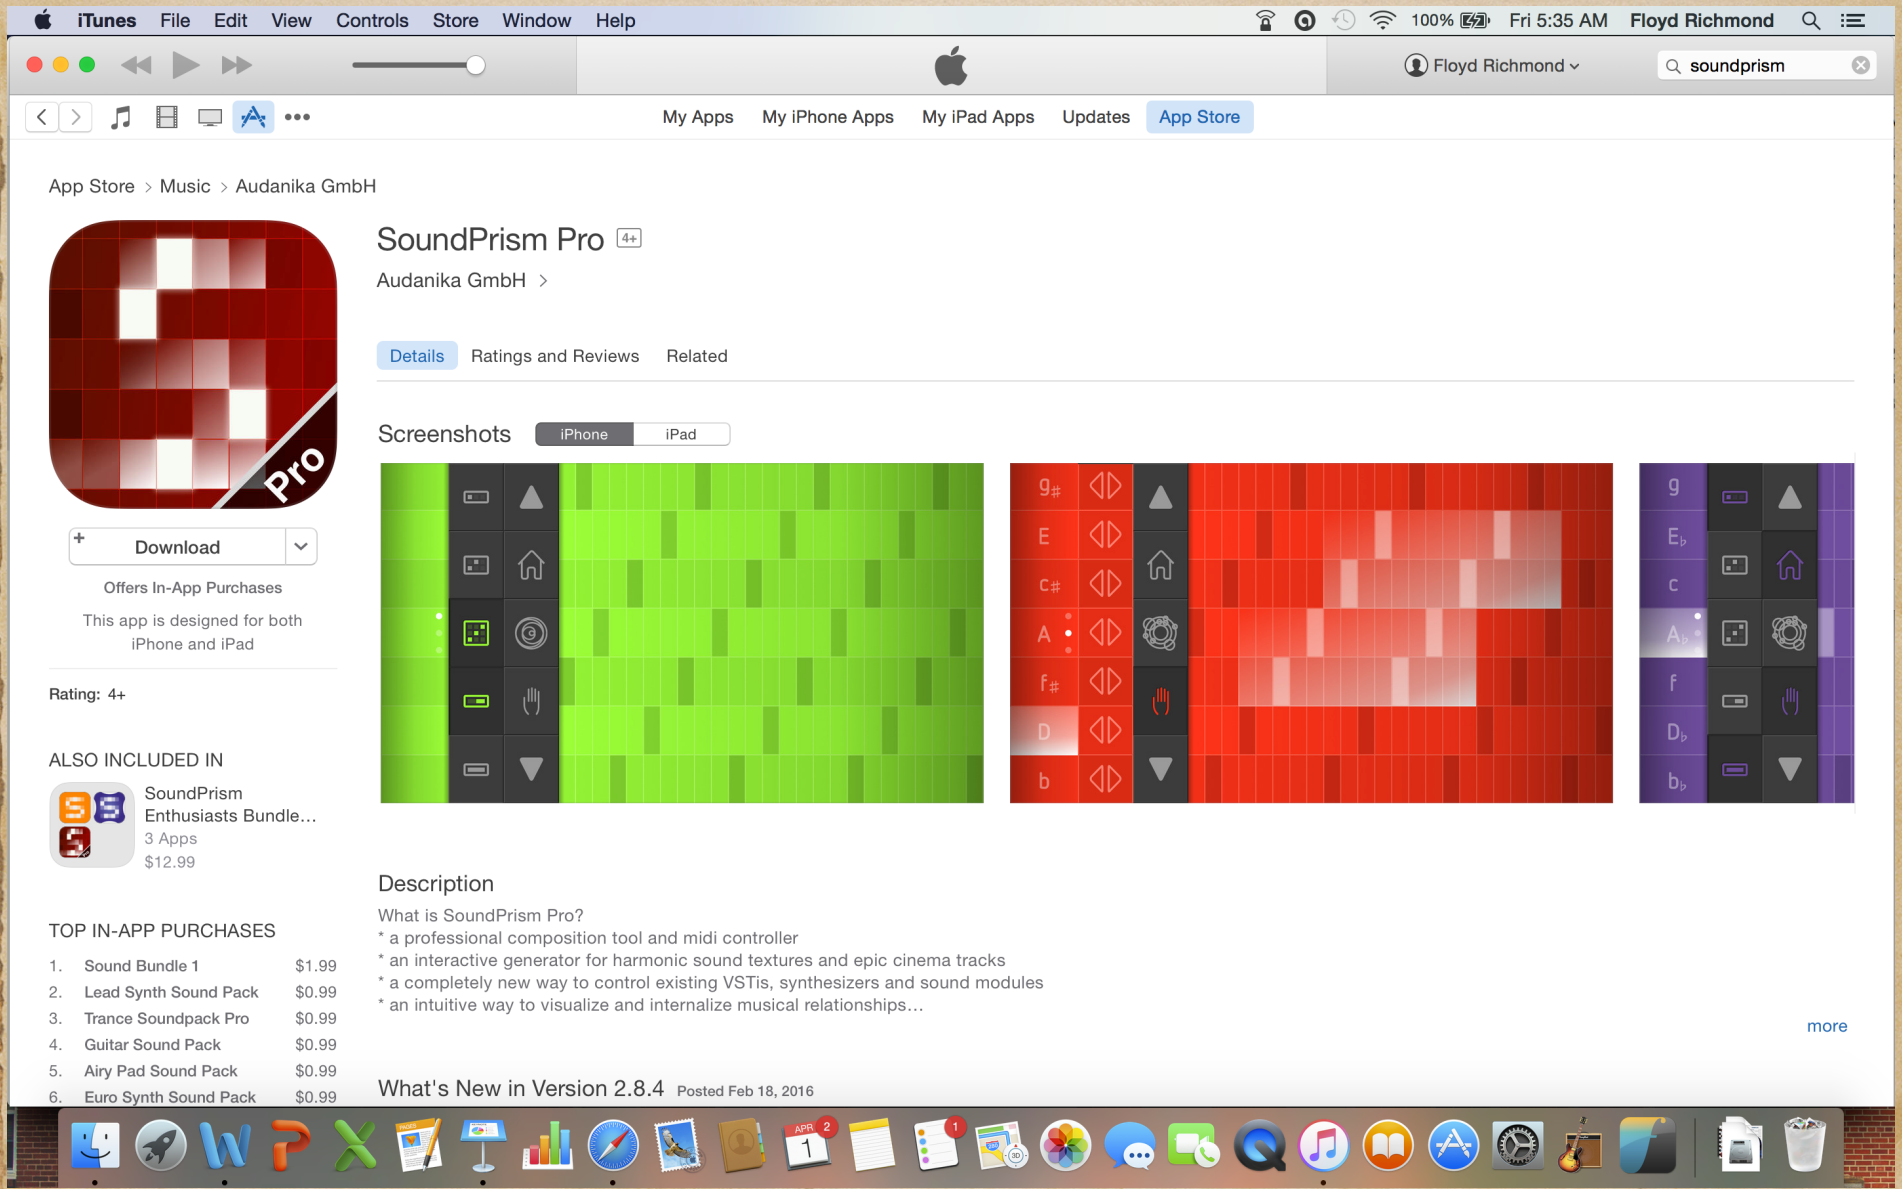 iTunes File Edit View Controls Store Window Help 100% Fri 5:35 AM Floyd Richmond
Floyd Richmond soundprism
My Apps My iPhone Apps My iPad Apps Updates App Store
App Store > Music > Audanika GmbH
Pro
SoundPrism Pro 4+
Audanika GmbH >
Details Ratings and Reviews Related
Screenshots iPhone iPad
g♯
E
c♯
A
f♯
D
b
g
E♭
c
A♭
f
D♭
b♭
+ Download
Offers In-App Purchases
This app is designed for both
iPhone and iPad
Rating: 4+
ALSO INCLUDED IN
SoundPrism
Enthusiasts Bundle...
3 Apps
$12.99
TOP IN-APP PURCHASES
1. Sound Bundle 1 $1.99
2. Lead Synth Sound Pack $0.99
3. Trance Soundpack Pro $0.99
4. Guitar Sound Pack $0.99
5. Airy Pad Sound Pack $0.99
6. Euro Synth Sound Pack $0.99
Description
What is SoundPrism Pro?
* a professional composition tool and midi controller
* an interactive generator for harmonic sound textures and epic cinema tracks
* a completely new way to control existing VSTis, synthesizers and sound modules
* an intuitive way to visualize and internalize musical relationships...
more
What's New in Version 2.8.4 Posted Feb 18, 2016
PAGES
APR 2
1
1
3D